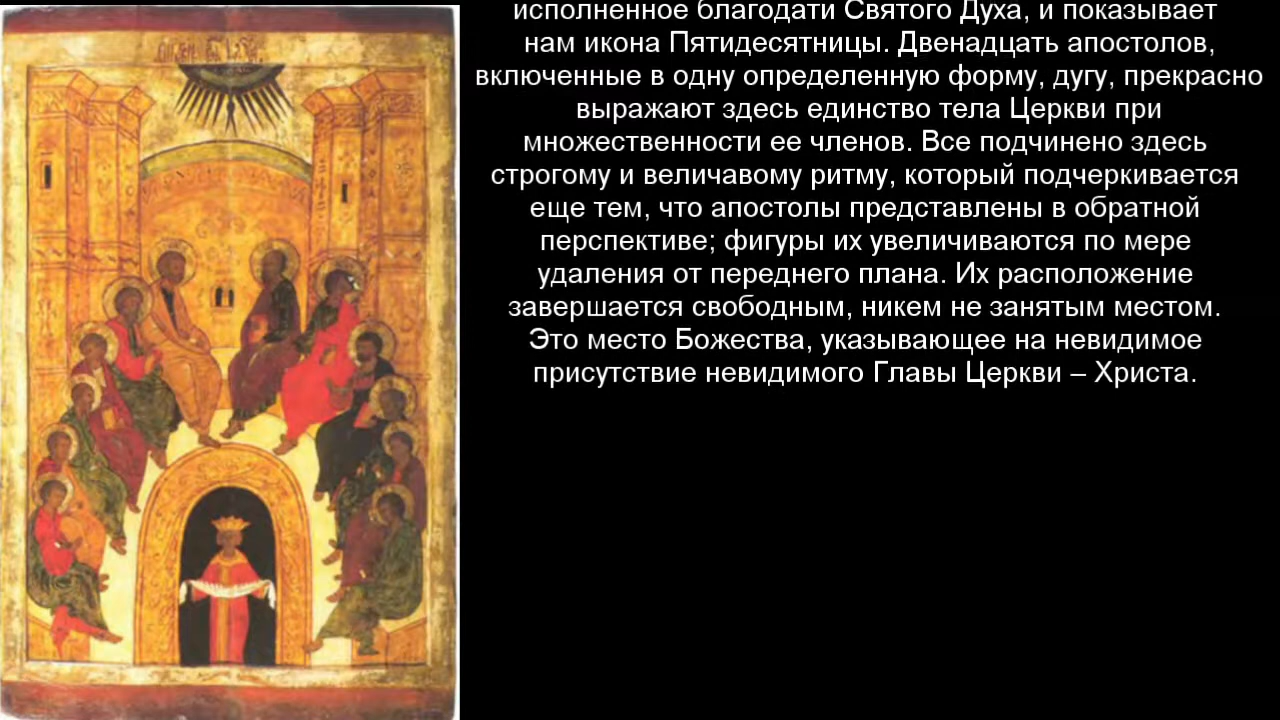 исполненное благодати Святого Духа, и показывает
нам икона Пятидесятницы. Двенадцать апостолов,
включенные в одну определенную форму, дугу, прекрасно
выражают здесь единство тела Церкви при
множественности ее членов. Все подчинено здесь
строгому и величавому ритму, который подчеркивается
еще тем, что апостолы представлены в обратной
перспективе; фигуры их увеличиваются по мере
удаления от переднего плана. Их расположение
завершается свободным, никем не занятым местом.
Это место Божества, указывающее на невидимое
присутствие невидимого Главы Церкви – Христа.